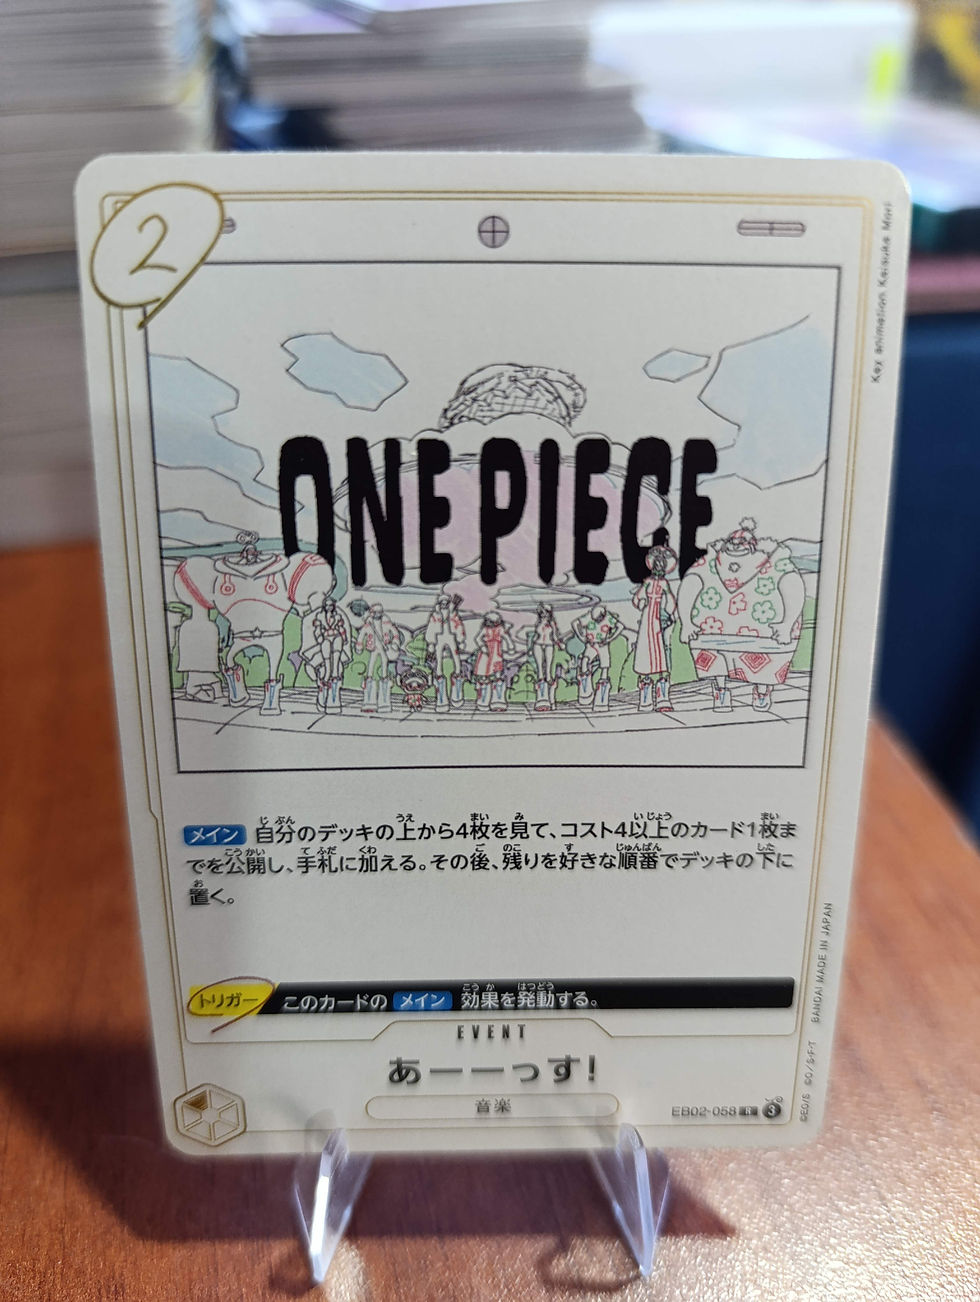 2
Key animation Keisuke Mori
ONE PIECE
メイン 自分のデッキの上から4枚を見て、コスト4以上のカード1枚ま
でを公開し、手札に加える。その後、残りを好きな順番でデッキの下に
置く。
トリガー このカードの メイン 効果を発動する。
EVENT
あーーっす!
音楽
EB02-058 R 3
©EO/S ©O/S・F・T BANDAI MADE IN JAPAN